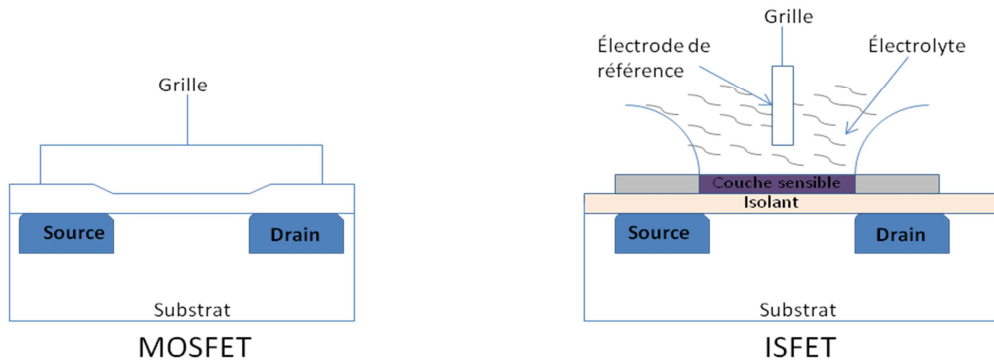 Grille
Source
Drain
Substrat
MOSFET
Grille
Électrode de
référence
Électrolyte
Couche sensible
Isolant
Source
Drain
Substrat
ISFET